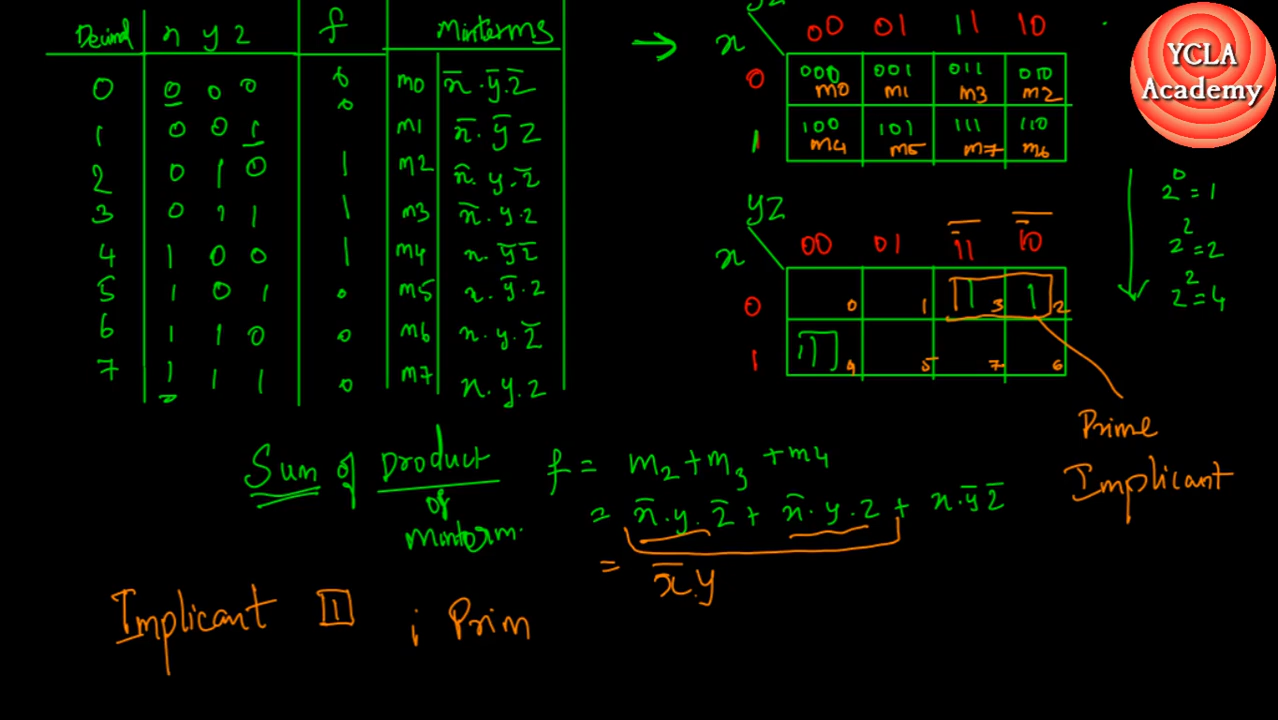 Decimal x y z f Minterms
0 0 0 0 0 m0 x̅.y̅.z̅
1 0 0 1 0 m1 x̅.y̅ z
2 0 1 0 1 m2 x̅.y.z̅
3 0 1 1 1 m3 x̅.y.z
4 1 0 0 1 m4 x.y̅z̅
5 1 0 1 0 m5 x.y̅.z
6 1 1 0 0 m6 x.y.z̅
7 1 1 1 0 m7 x.y.z
→ x yz 00 01 11 10
0 000 001 011 010
m0 m1 m3 m2
1 100 101 111 110
m4 m5 m7 m6
YCLA
Academy
2⁰=1
2²=2
2²=4
yz
x 00 01 11 10
0 0 1 1 3 1 2
1 1 4 5 7 6
Prime
Implicant
Sum of product
of
minterm.
f = m2+m3+m4
= x̅.y.z̅ + x̅.y.z + x.y̅z̅
= x̅.y
Implicant 1 ; Prim